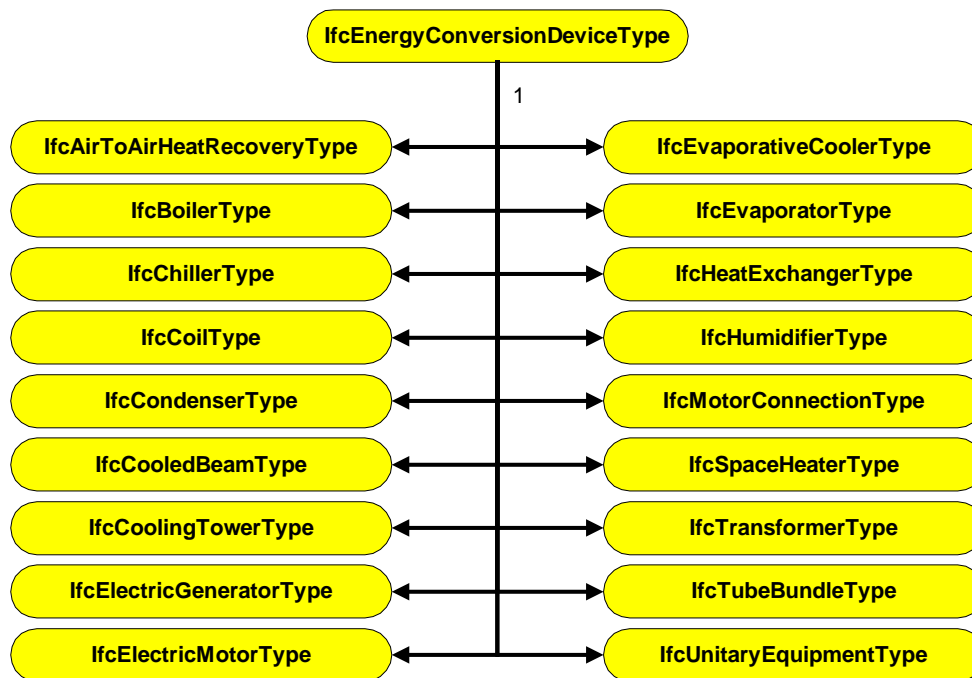 IfcEnergyConversionDeviceType
1
IfcAirToAirHeatRecoveryType
IfcEvaporativeCoolerType
IfcBoilerType
IfcEvaporatorType
IfcChillerType
IfcHeatExchangerType
IfcCoilType
IfcHumidifierType
IfcCondenserType
IfcMotorConnectionType
IfcCooledBeamType
IfcSpaceHeaterType
IfcCoolingTowerType
IfcTransformerType
IfcElectricGeneratorType
IfcTubeBundleType
IfcElectricMotorType
IfcUnitaryEquipmentType